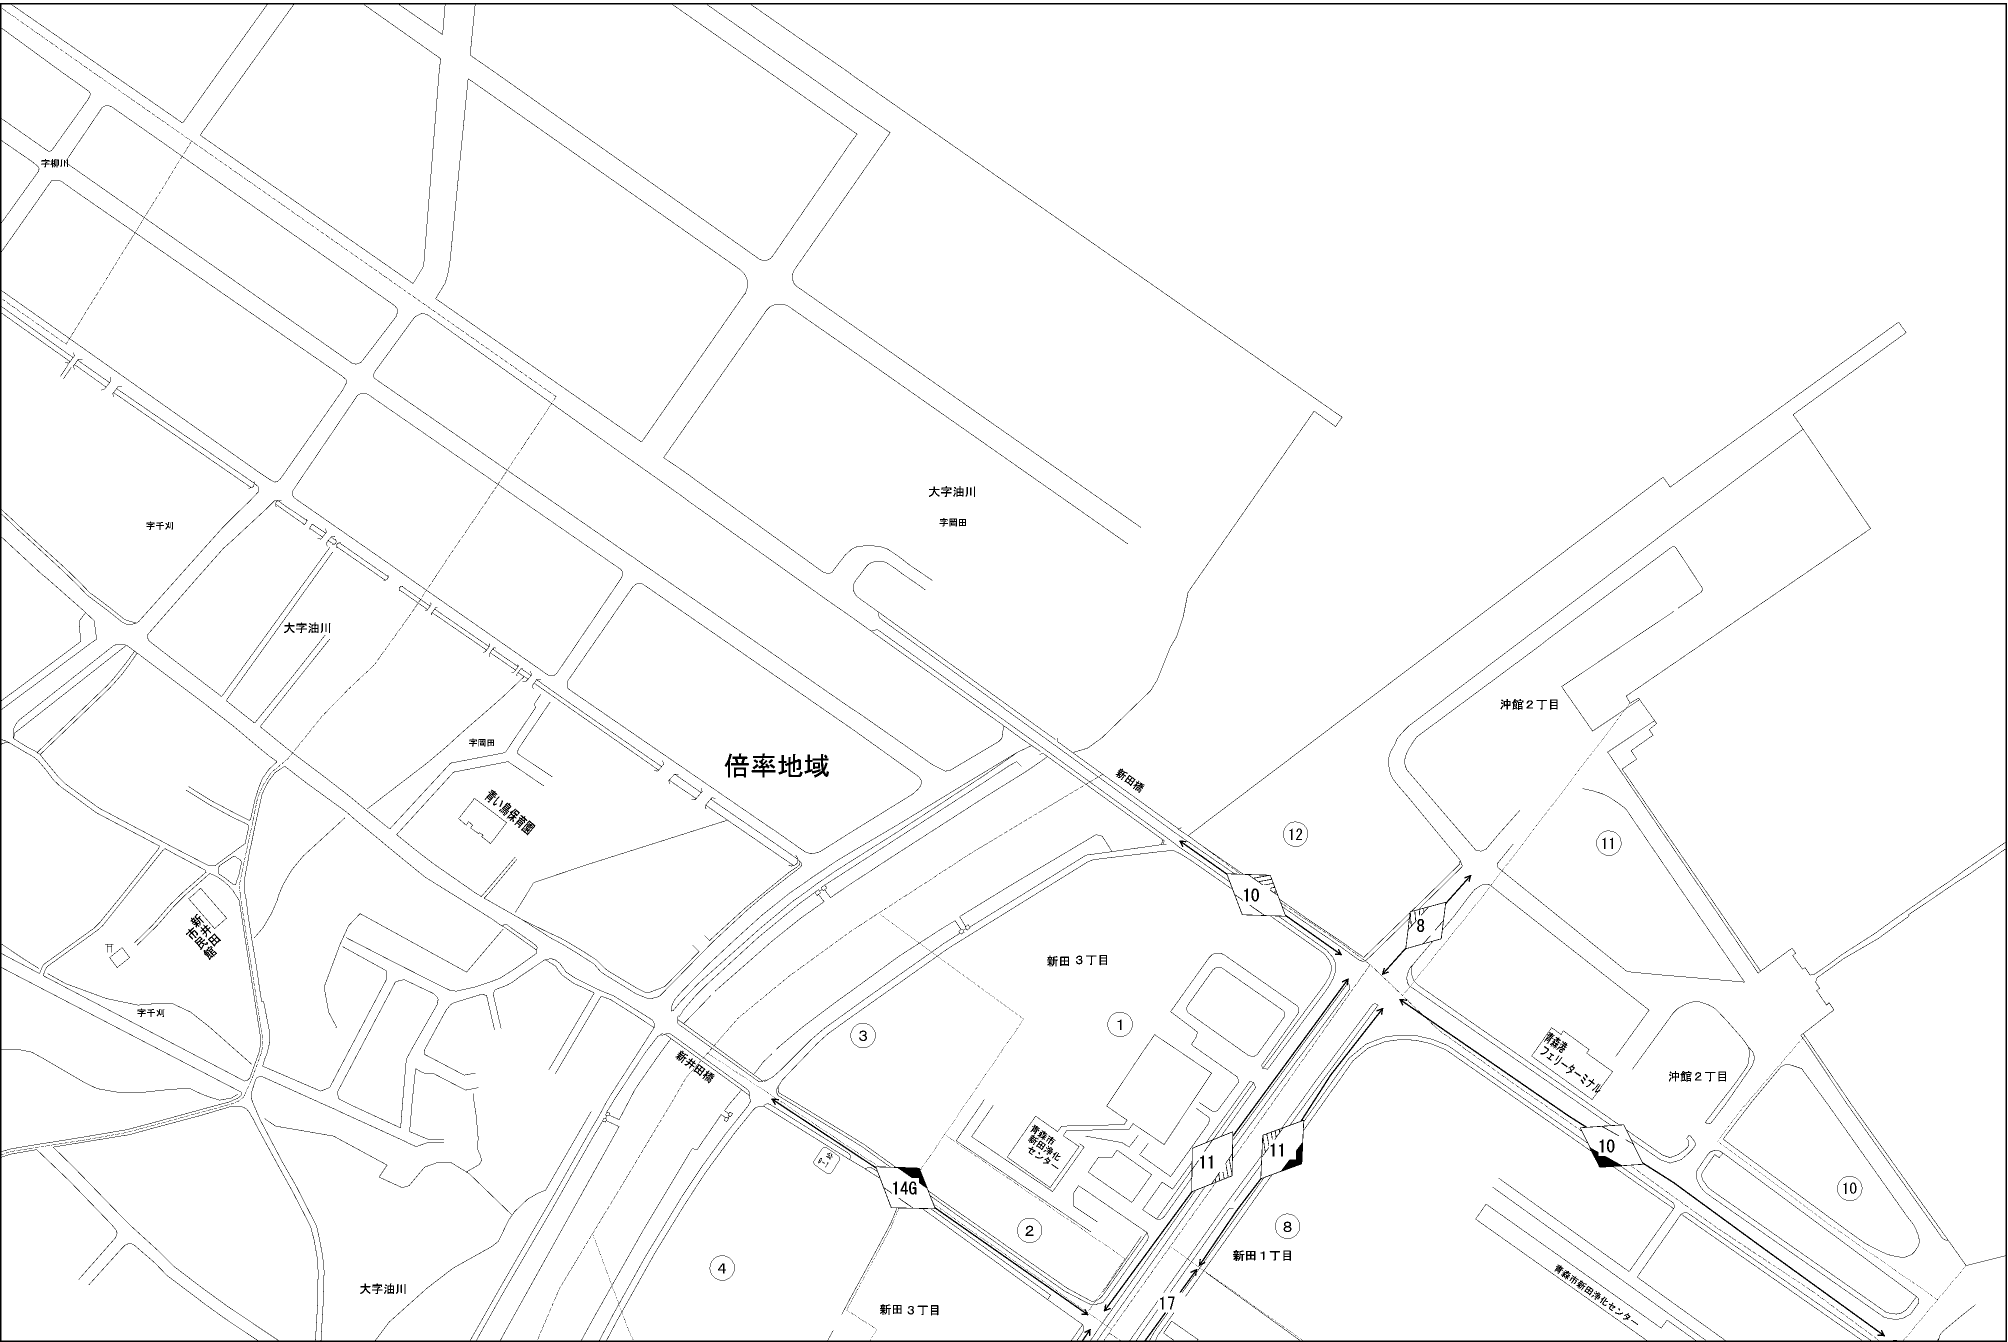 字柳川
大字油川
字岡田
字千刈
大字油川
沖館２丁目
字岡田
倍率地域
新田橋
青い鳥保育園
⑫
⑪
10
8
新井田
市民館
新田３丁目
字千刈
③
①
新井田橋
青森港
フェリーターミナル
沖館２丁目
青森市
新田浄化
センター
11
11
10
14G
⑩
②
⑧
新田１丁目
④
大字油川
青森市新田浄化センター
17
新田３丁目